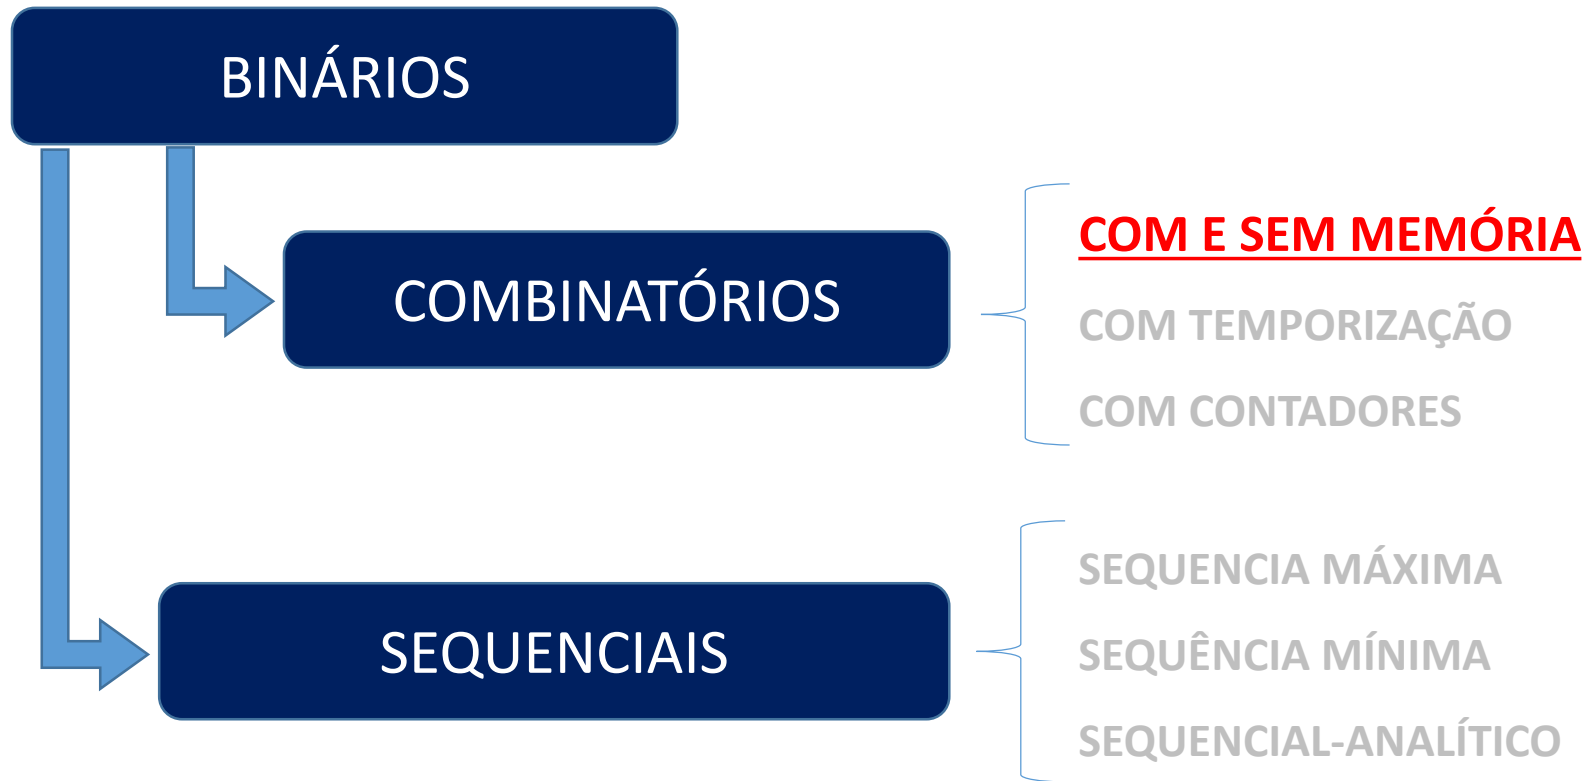 BINÁRIOS
COMBINATÓRIOS
COM E SEM MEMÓRIA
COM TEMPORIZAÇÃO
COM CONTADORES
SEQUENCIAIS
SEQUENCIA MÁXIMA
SEQUÊNCIA MÍNIMA
SEQUENCIAL-ANALÍTICO